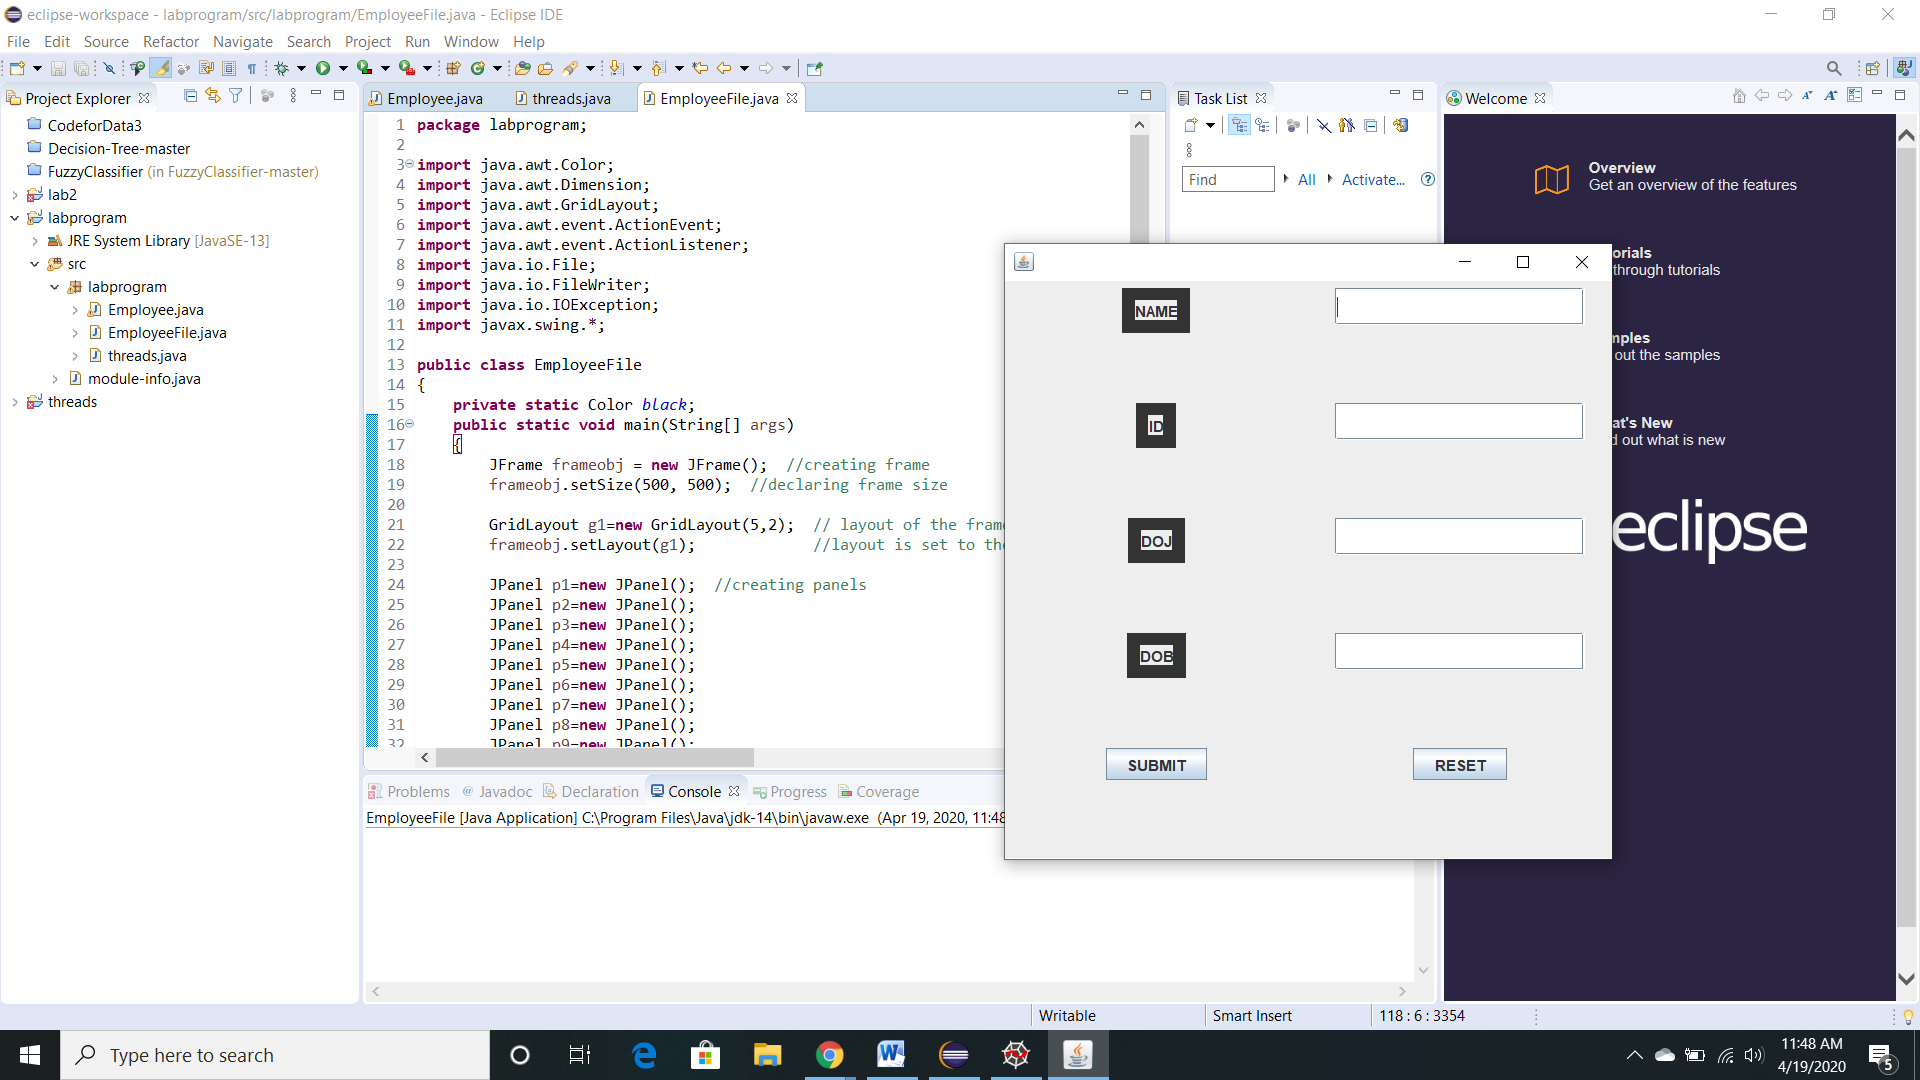 eclipse-workspace - labprogram/src/labprogram/EmployeeFile.java - Eclipse IDE
File Edit Source Refactor Navigate Search Project Run Window Help
Project Explorer
CodeforData3
Decision-Tree-master
FuzzyClassifier (in FuzzyClassifier-master)
lab2
labprogram
JRE System Library [JavaSE-13]
src
labprogram
Employee.java
EmployeeFile.java
threads.java
module-info.java
threads
Employee.java threads.java EmployeeFile.java
1 package labprogram;
2
3 import java.awt.Color;
4 import java.awt.Dimension;
5 import java.awt.GridLayout;
6 import java.awt.event.ActionEvent;
7 import java.awt.event.ActionListener;
8 import java.io.File;
9 import java.io.FileWriter;
10 import java.io.IOException;
11 import javax.swing.*;
12
13 public class EmployeeFile
14 {
15 private static Color black;
16 public static void main(String[] args)
17 {
18 JFrame frameobj = new JFrame(); //creating frame
19 frameobj.setSize(500, 500); //declaring frame size
20
21 GridLayout g1=new GridLayout(5,2); // layout of the fram
22 frameobj.setLayout(g1); //layout is set to th
23
24 JPanel p1=new JPanel(); //creating panels
25 JPanel p2=new JPanel();
26 JPanel p3=new JPanel();
27 JPanel p4=new JPanel();
28 JPanel p5=new JPanel();
29 JPanel p6=new JPanel();
30 JPanel p7=new JPanel();
31 JPanel p8=new JPanel();
32 JPanel p9=new JPanel();
Problems Javadoc Declaration Console Progress Coverage
EmployeeFile [Java Application] C:\Program Files\Java\jdk-14\bin\javaw.exe (Apr 19, 2020, 11:48
Task List
Find All Activate...
Welcome
Overview
Get an overview of the features
orials
through tutorials
mples
out the samples
at's New
d out what is new
eclipse
NAME
ID
DOJ
DOB
SUBMIT RESET
Writable Smart Insert 118 : 6 : 3354
Type here to search
11:48 AM
4/19/2020
5